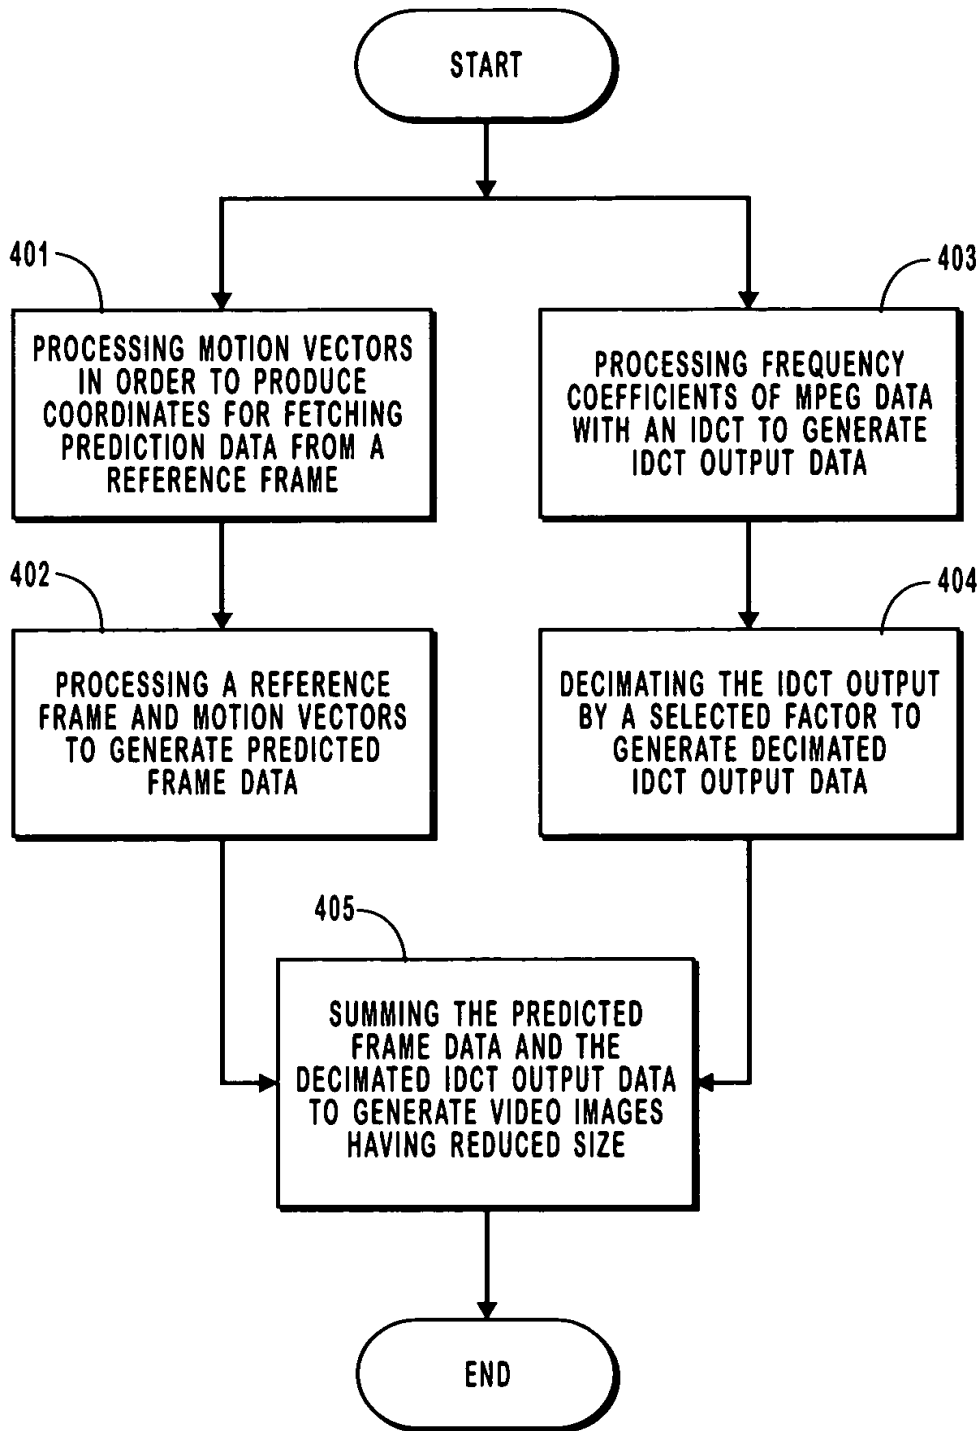 START
401
PROCESSING MOTION VECTORS
IN ORDER TO PRODUCE
COORDINATES FOR FETCHING
PREDICTION DATA FROM A
REFERENCE FRAME
403
PROCESSING FREQUENCY
COEFFICIENTS OF MPEG DATA
WITH AN IDCT TO GENERATE
IDCT OUTPUT DATA
402
PROCESSING A REFERENCE
FRAME AND MOTION VECTORS
TO GENERATE PREDICTED
FRAME DATA
404
DECIMATING THE IDCT OUTPUT
BY A SELECTED FACTOR TO
GENERATE DECIMATED
IDCT OUTPUT DATA
405
SUMMING THE PREDICTED
FRAME DATA AND THE
DECIMATED IDCT OUTPUT DATA
TO GENERATE VIDEO IMAGES
HAVING REDUCED SIZE
END